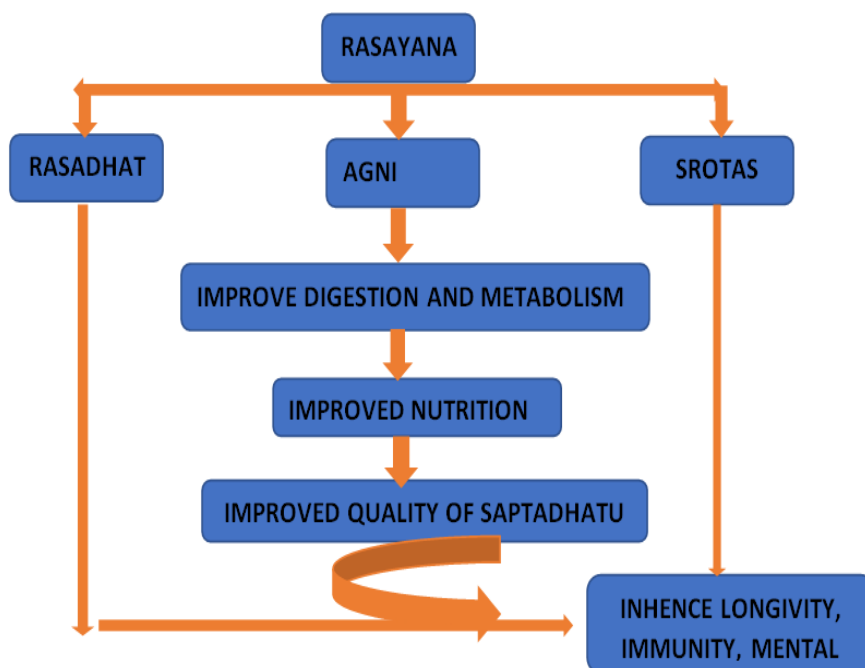 RASAYANA
RASADHAT
AGNI
SROTAS
IMPROVE DIGESTION AND METABOLISM
IMPROVED NUTRITION
IMPROVED QUALITY OF SAPTADHATU
INHENCE LONGIVITY,
IMMUNITY, MENTAL